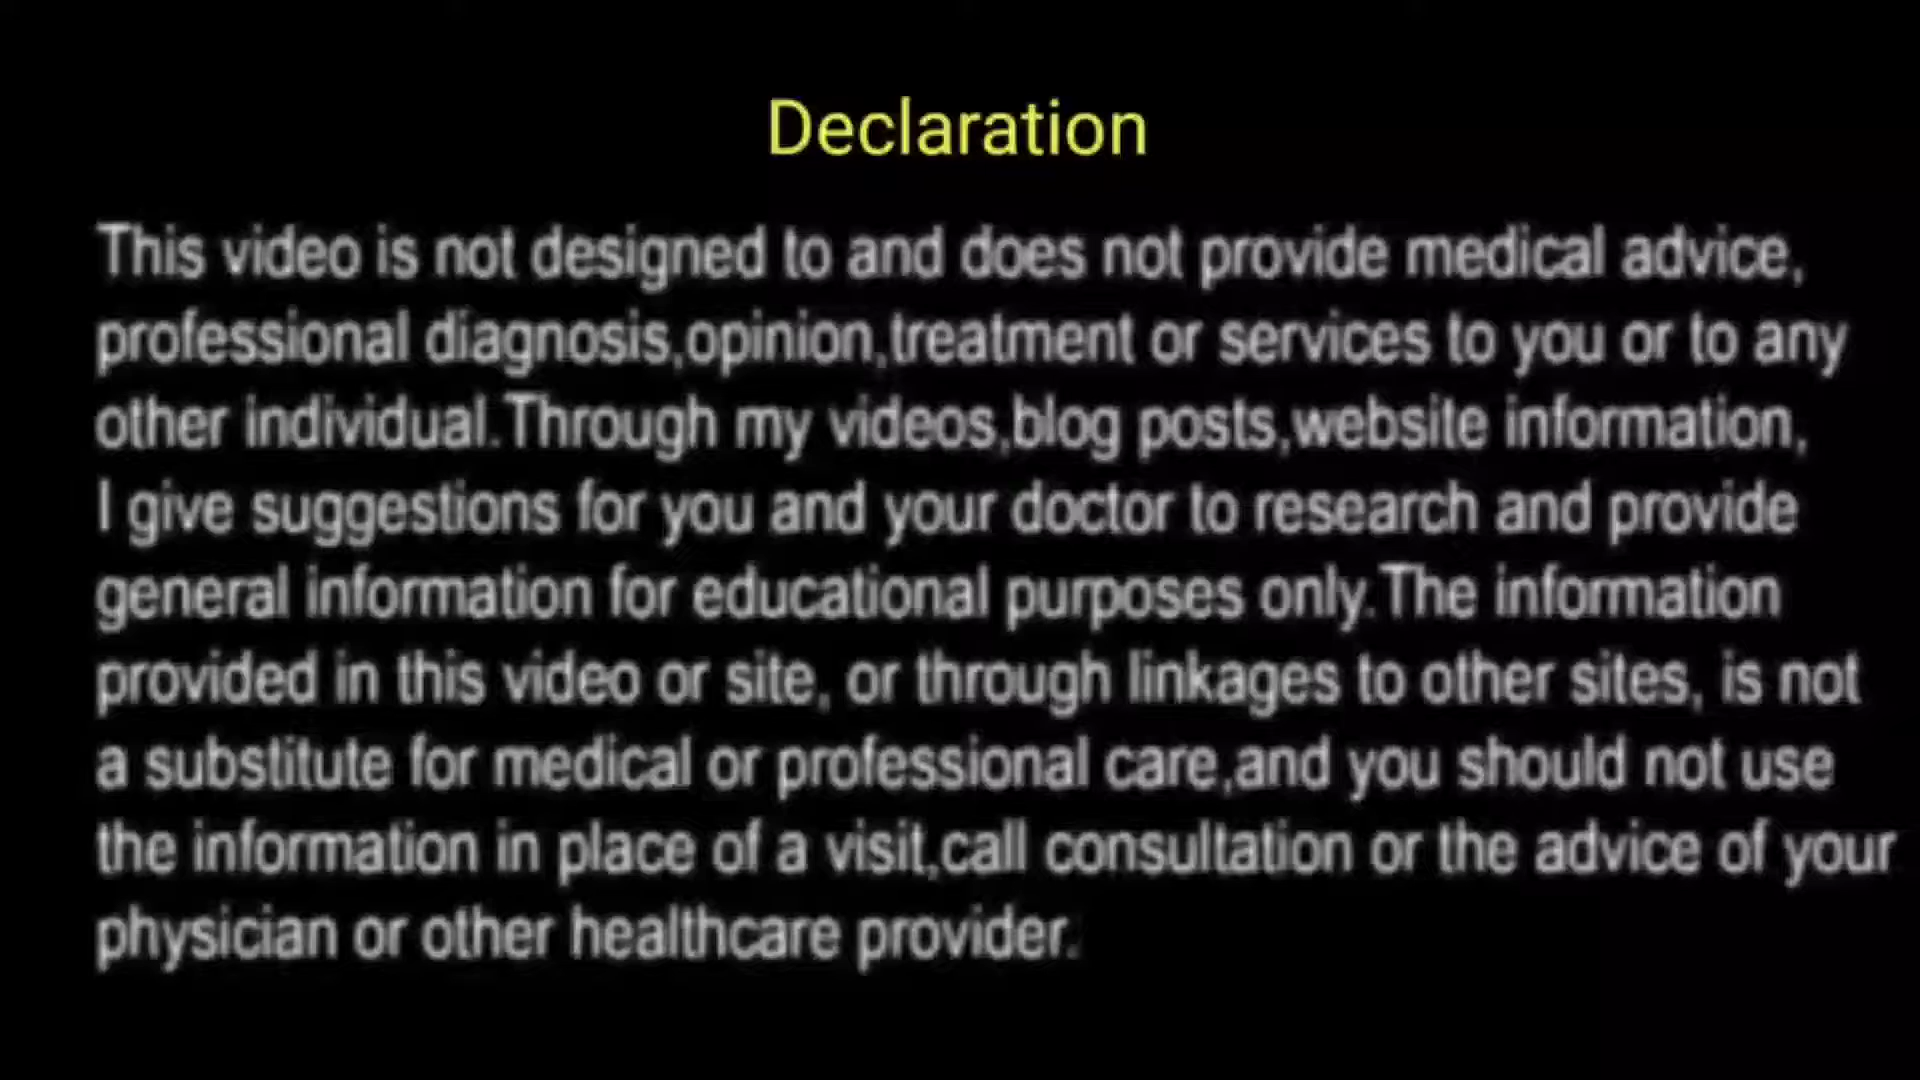 Declaration
This video is not designed to and does not provide medical advice,
professional diagnosis,opinion,treatment or services to you or to any
other individual.Through my videos,blog posts,website information,
I give suggestions for you and your doctor to research and provide
general information for educational purposes only.The information
provided in this video or site, or through linkages to other sites, is not
a substitute for medical or professional care,and you should not use
the information in place of a visit,call consultation or the advice of your
physician or other healthcare provider.